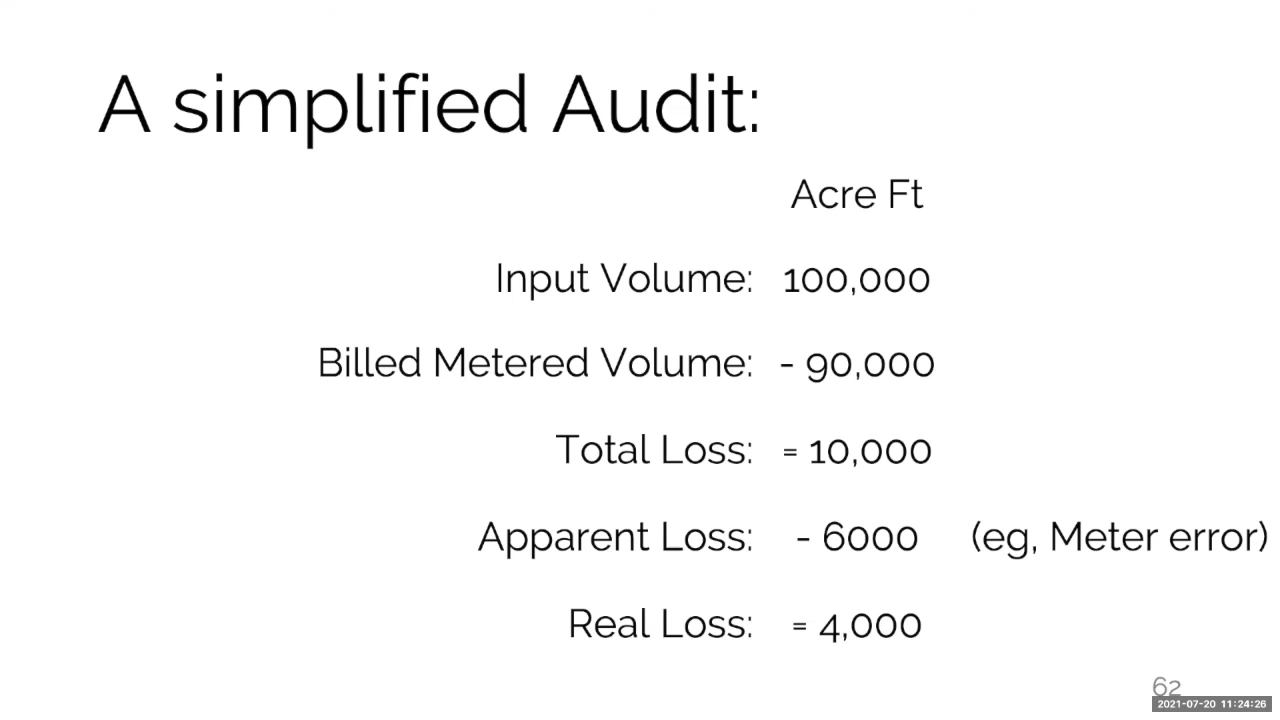 A simplified Audit:
Acre Ft
Input Volume: 100,000
Billed Metered Volume: - 90,000
Total Loss: = 10,000
Apparent Loss: - 6000 (eg, Meter error)
Real Loss: = 4,000
62
2021-07-20 11:24:26